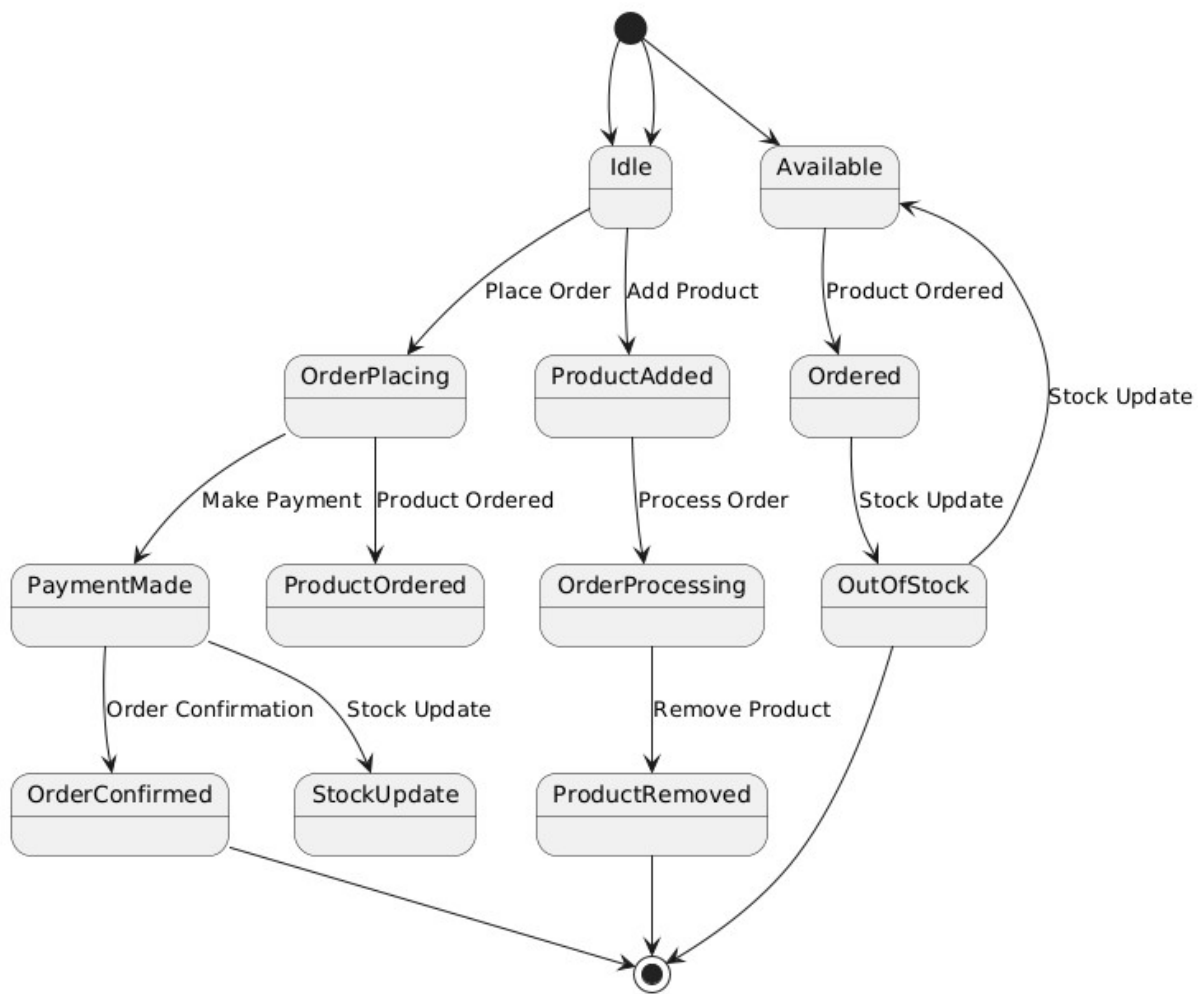 Idle
Available
Place Order
Add Product
Product Ordered
OrderPlacing
ProductAdded
Ordered
Stock Update
Make Payment
Product Ordered
Process Order
Stock Update
PaymentMade
ProductOrdered
OrderProcessing
OutOfStock
Order Confirmation
Stock Update
Remove Product
OrderConfirmed
StockUpdate
ProductRemoved